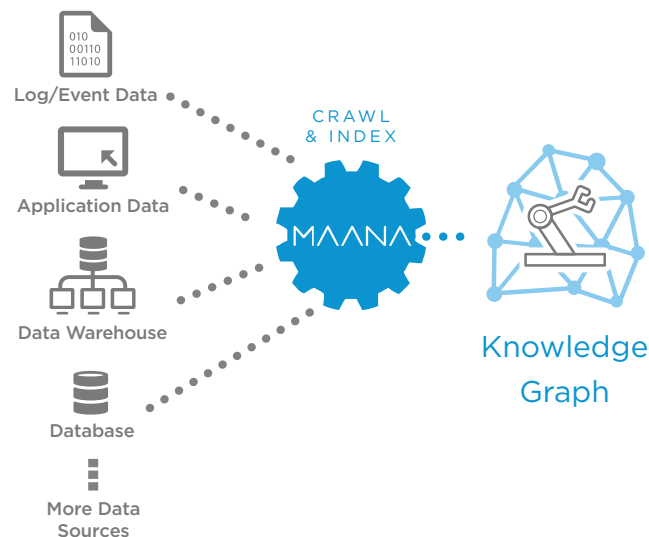 010
00110
11010
Log/Event Data
CRAWL
& INDEX
Application Data
MAANA
Data Warehouse
Knowledge
Graph
Database
More Data
Sources